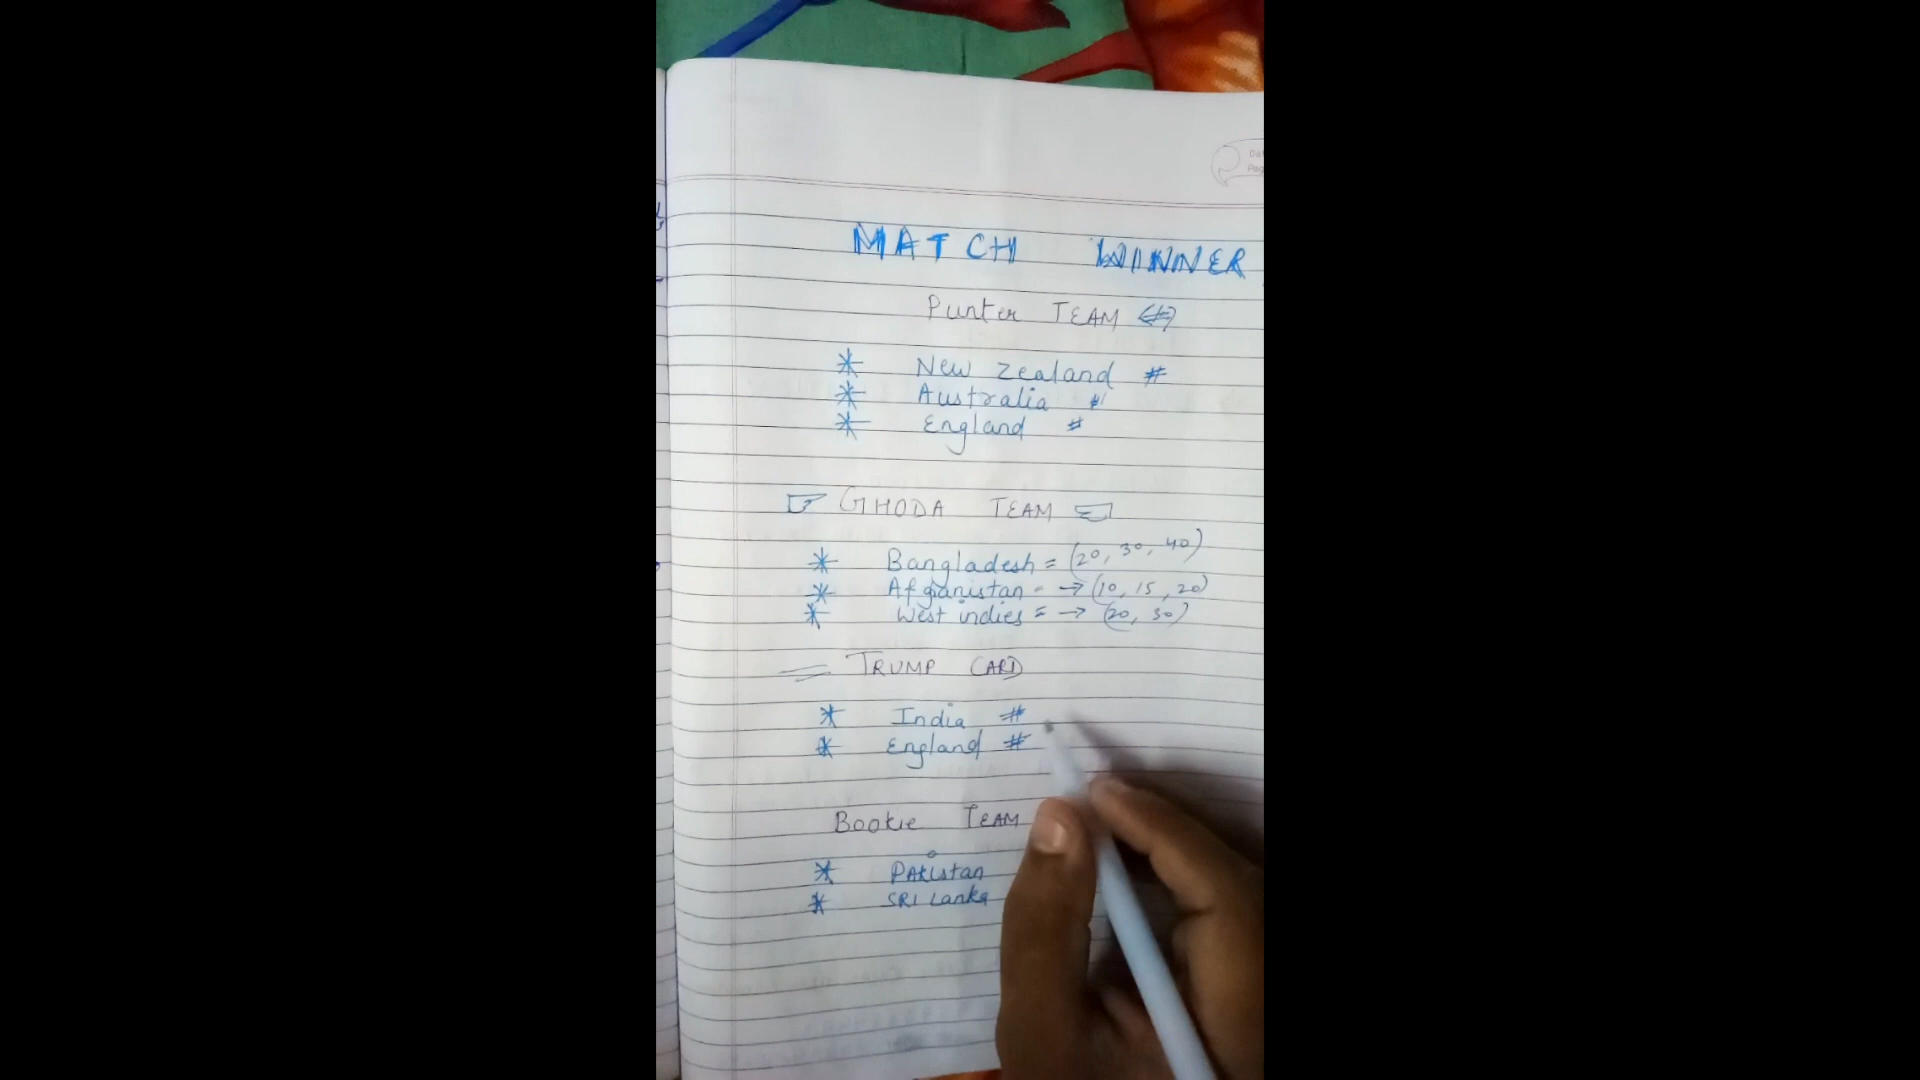 MATCH WINNER
Punter TEAM
* New Zealand #
* Australia #
* England #
GHODA TEAM
* Bangladesh = (20, 30, 40)
* Afganistan = → (10, 15, 20)
* West indies = → (20, 30)
TRUMP CARD
* India #
* England #
Bookie TEAM
* PAKistan
* SRI Lanka